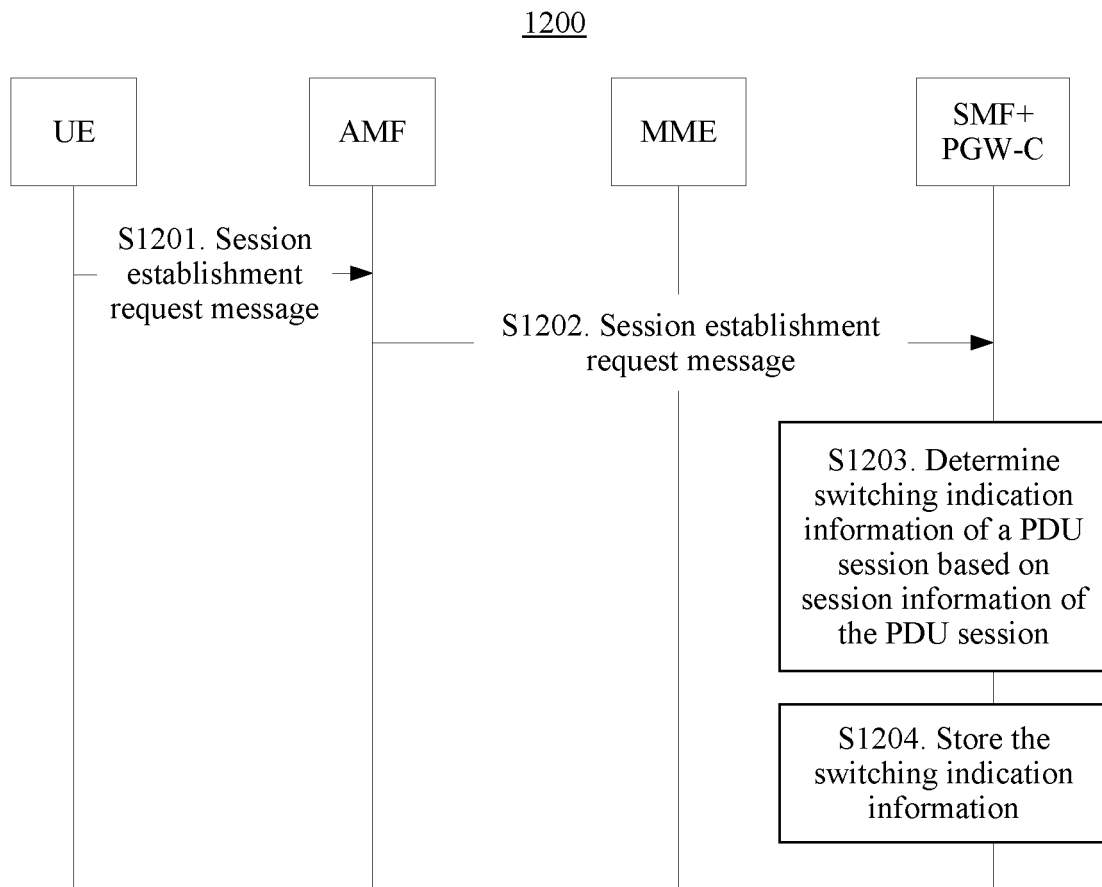 1200
UE
AMF
MME
SMF+
PGW-C
S1201. Session
establishment
request message
S1202. Session establishment
request message
S1203. Determine
switching indication
information of a PDU
session based on
session information of
the PDU session
S1204. Store the
switching indication
information